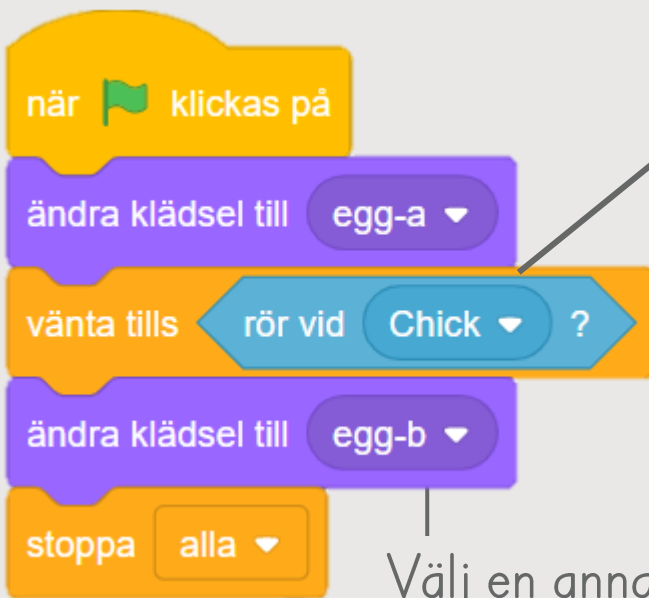 när klickas på
ändra klädsel till egg-a
vänta tills rör vid Chick ?
ändra klädsel till egg-b
stoppa alla
Välj en